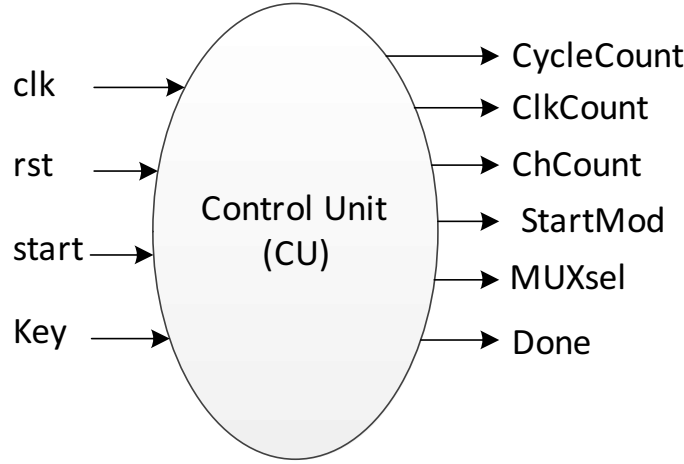 clk
rst
start
Key
Control Unit
(CU)
CycleCount
ClkCount
ChCount
StartMod
MUXsel
Done